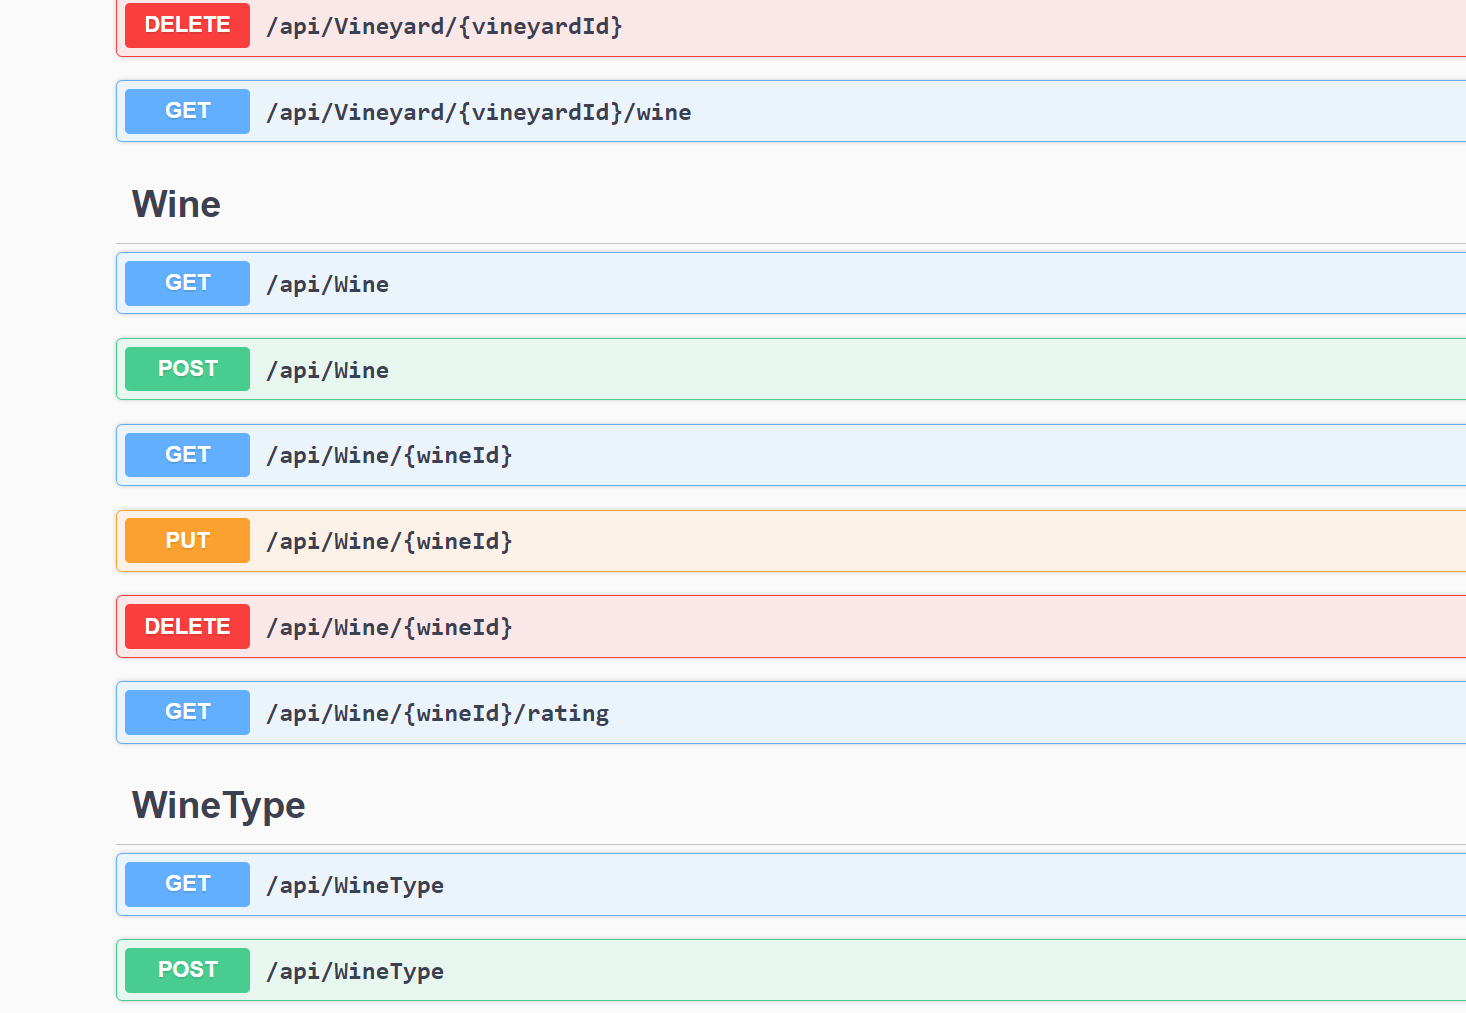 DELETE /api/Vineyard/{vineyardId}
GET /api/Vineyard/{vineyardId}/wine
Wine
GET /api/Wine
POST /api/Wine
GET /api/Wine/{wineId}
PUT /api/Wine/{wineId}
DELETE /api/Wine/{wineId}
GET /api/Wine/{wineId}/rating
WineType
GET /api/WineType
POST /api/WineType